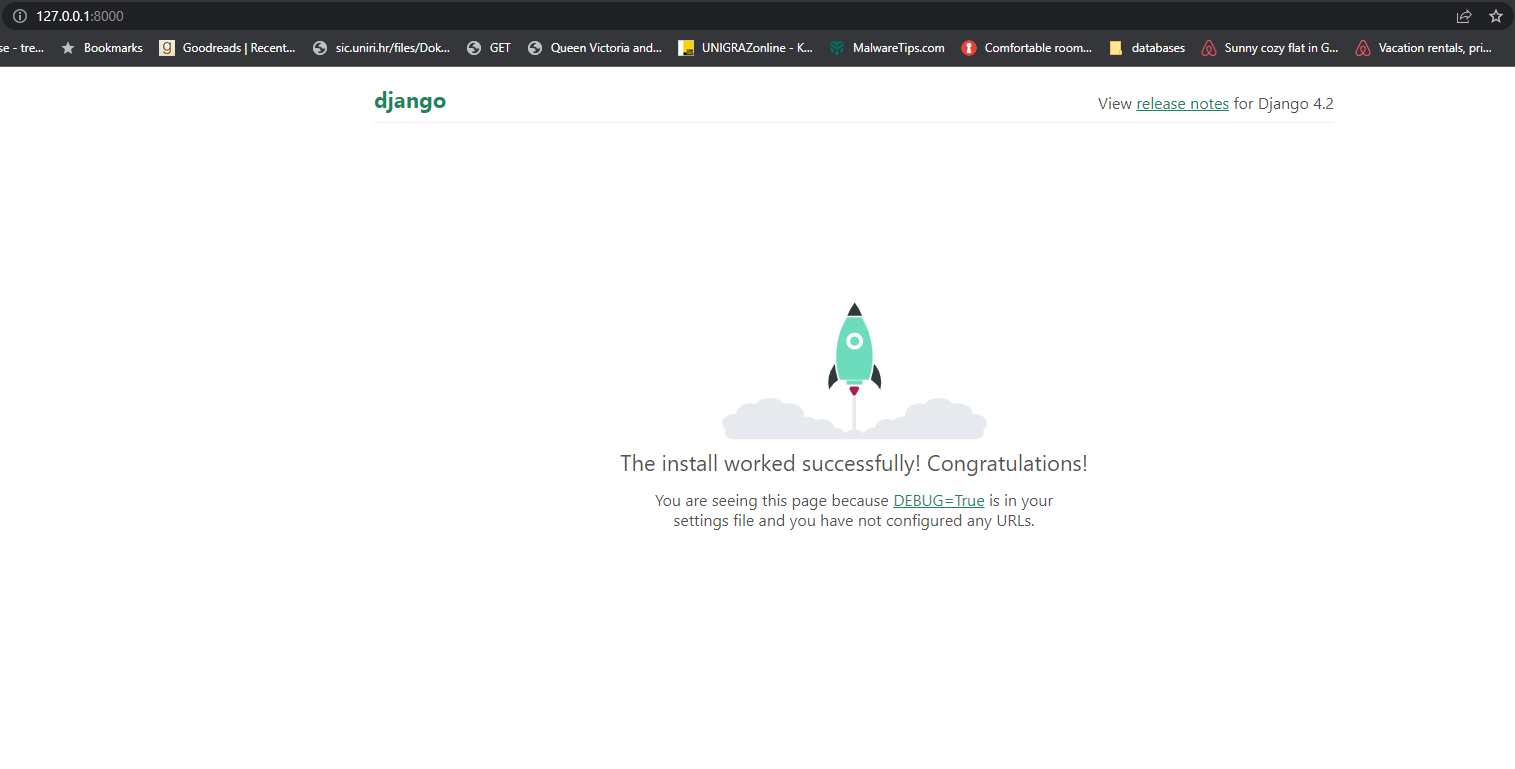 127.0.0.1:8000
se - tre... Bookmarks Goodreads | Recent... sic.uniri.hr/files/Dok... GET Queen Victoria and... UNIGRAZonline - K... MalwareTips.com Comfortable room... databases Sunny cozy flat in G... Vacation rentals, pri...
django
View release notes for Django 4.2
The install worked successfully! Congratulations!
You are seeing this page because DEBUG=True is in your
settings file and you have not configured any URLs.